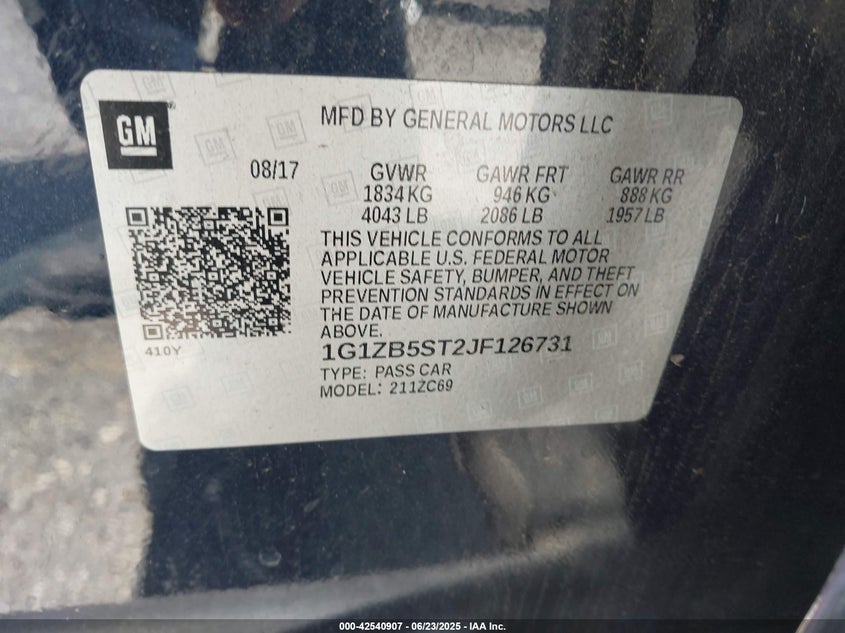 GM
MFD BY GENERAL MOTORS LLC
08/17
GVWR GAWR FRT GAWR RR
1834 KG 946 KG 888 KG
4043 LB 2086 LB 1957 LB
THIS VEHICLE CONFORMS TO ALL
APPLICABLE U.S. FEDERAL MOTOR
VEHICLE SAFETY, BUMPER, AND THEFT
PREVENTION STANDARDS IN EFFECT ON
THE DATE OF MANUFACTURE SHOWN
ABOVE.
410Y
1G1ZB5ST2JF126731
TYPE: PASS CAR
MODEL: 211ZC69
000-42540907 - 06/23/2025 - IAA Inc.